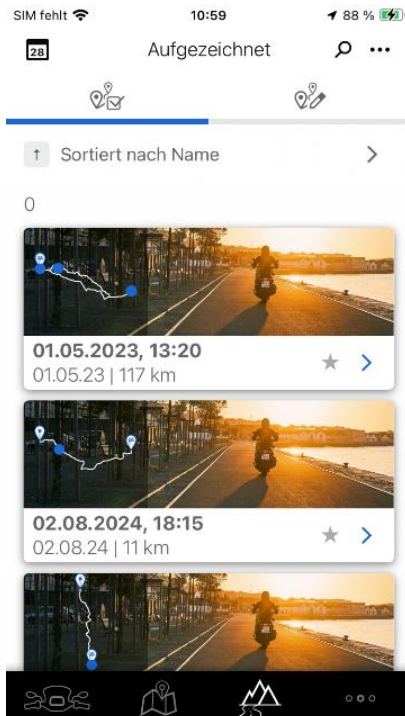 SIM fehlt 10:59 88 %
28 Aufgezeichnet
↑ Sortiert nach Name
0
01.05.2023, 13:20
01.05.23 | 117 km
02.08.2024, 18:15
02.08.24 | 11 km